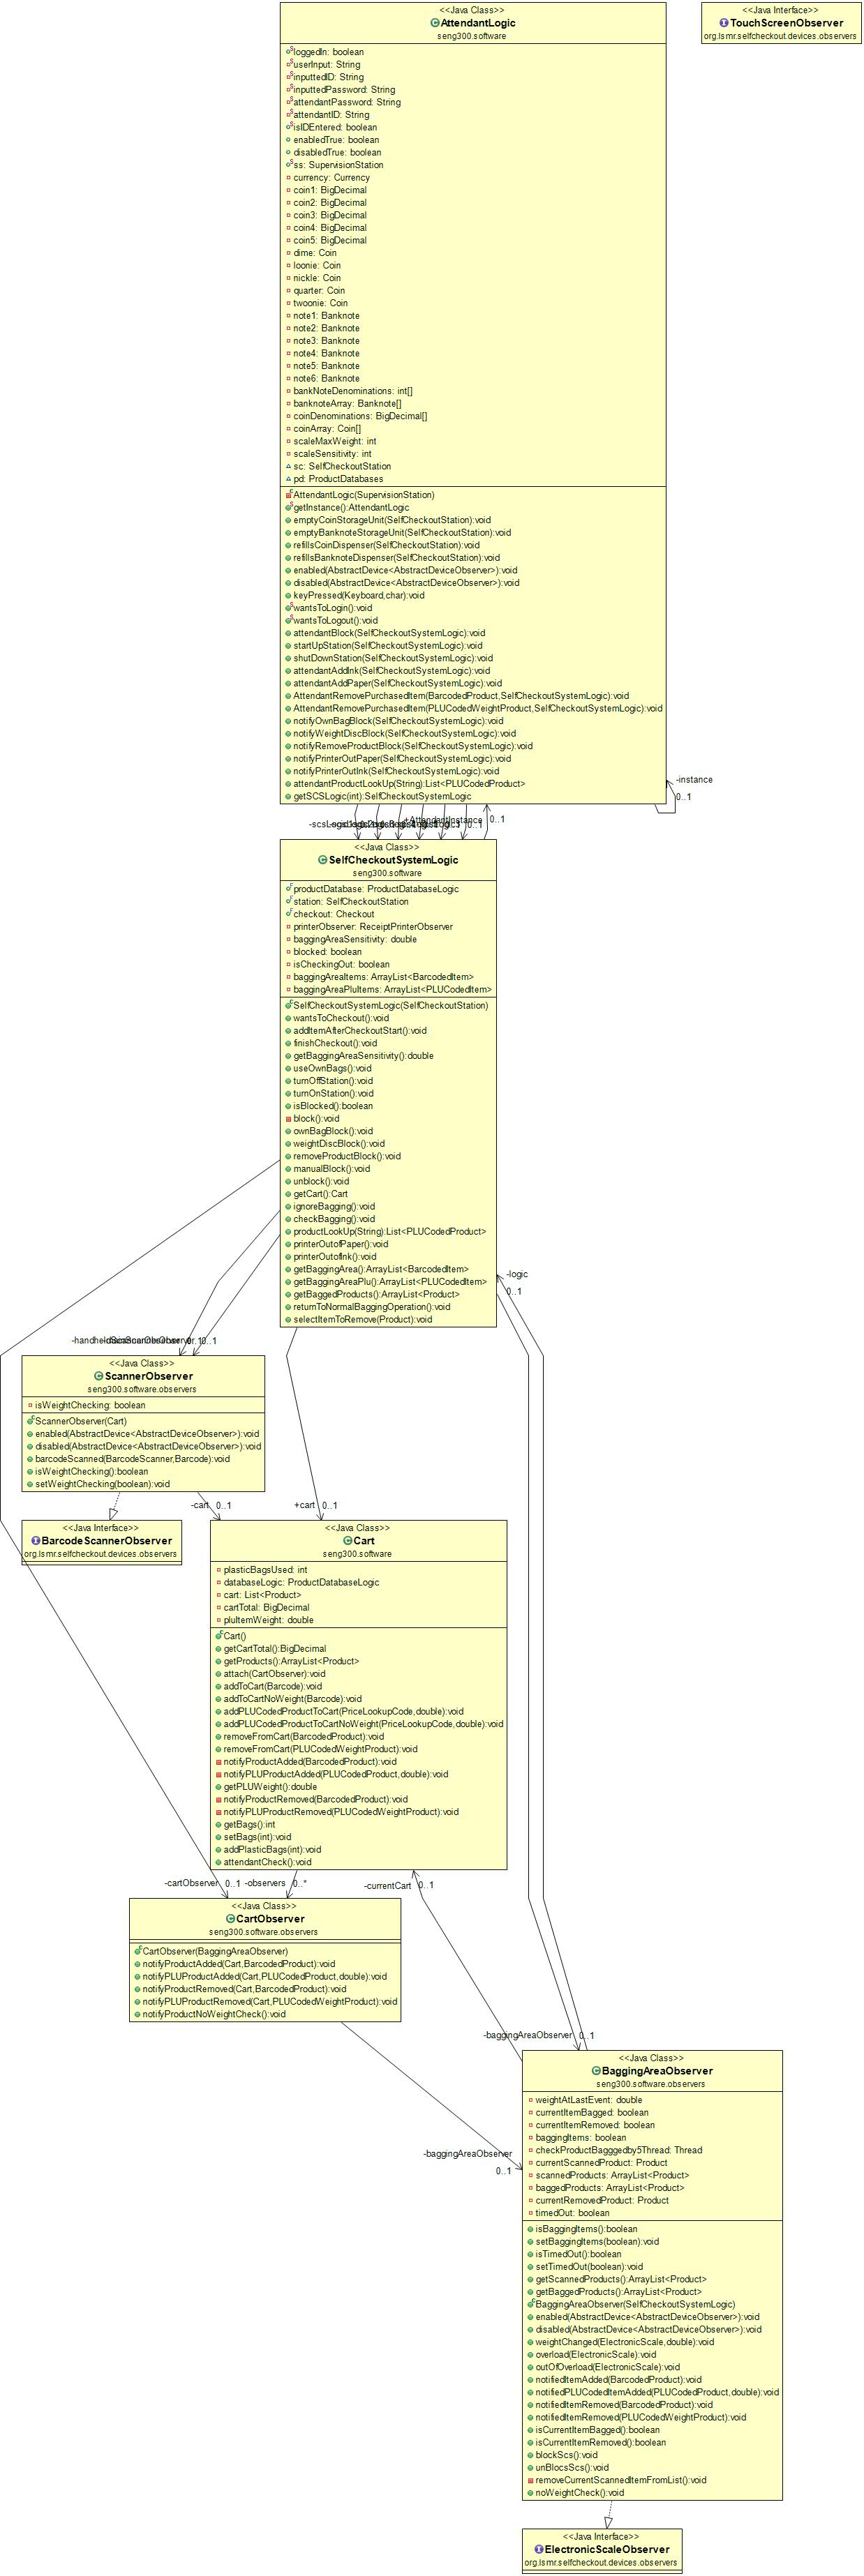 <<Java Class>>
AttendantLogic
seng300.software
loggedIn: boolean
userInput: String
inputtedID: String
inputtedPassword: String
attendantPassword: String
attendantID: String
isIDEntered: boolean
enabledTrue: boolean
disabledTrue: boolean
ss: SupervisionStation
currency: Currency
coin1: BigDecimal
coin2: BigDecimal
coin3: BigDecimal
coin4: BigDecimal
coin5: BigDecimal
dime: Coin
loonie: Coin
nickle: Coin
quarter: Coin
twoonie: Coin
note1: Banknote
note2: Banknote
note3: Banknote
note4: Banknote
note5: Banknote
note6: Banknote
bankNoteDenominations: int[]
banknoteArray: Banknote[]
coinDenominations: BigDecimal[]
coinArray: Coin[]
scaleMaxWeight: int
scaleSensitivity: int
sc: SelfCheckoutStation
pd: ProductDatabases
AttendantLogic(SupervisionStation)
getInstance():AttendantLogic
emptyCoinStorageUnit(SelfCheckoutStation):void
emptyBanknoteStorageUnit(SelfCheckoutStation):void
refillsCoinDispenser(SelfCheckoutStation):void
refillsBanknoteDispenser(SelfCheckoutStation):void
enabled(AbstractDevice<AbstractDeviceObserver>):void
disabled(AbstractDevice<AbstractDeviceObserver>):void
keyPressed(Keyboard,char):void
wantsToLogin():void
wantsToLogout():void
attendantBlock(SelfCheckoutSystemLogic):void
startUpStation(SelfCheckoutSystemLogic):void
shutDownStation(SelfCheckoutSystemLogic):void
attendantAddInk(SelfCheckoutSystemLogic):void
attendantAddPaper(SelfCheckoutSystemLogic):void
AttendantRemovePurchasedItem(BarcodedProduct,SelfCheckoutSystemLogic):void
AttendantRemovePurchasedItem(PLUCodedWeightProduct,SelfCheckoutSystemLogic):void
notifyOwnBagBlock(SelfCheckoutSystemLogic):void
notifyWeightDiscBlock(SelfCheckoutSystemLogic):void
notifyRemoveProductBlock(SelfCheckoutSystemLogic):void
notifyPrinterOutPaper(SelfCheckoutSystemLogic):void
notifyPrinterOutInk(SelfCheckoutSystemLogic):void
attendantProductLookUp(String):List<PLUCodedProduct>
getSCSLogic(int):SelfCheckoutSystemLogic
<<Java Interface>>
TouchScreenObserver
org.lsmr.selfcheckout.devices.observers
-instance
0..1
+AttendantInstance
0..1
<<Java Class>>
SelfCheckoutSystemLogic
seng300.software
productDatabase: ProductDatabaseLogic
station: SelfCheckoutStation
checkout: Checkout
printerObserver: ReceiptPrinterObserver
baggingAreaSensitivity: double
blocked: boolean
isCheckingOut: boolean
baggingAreaItems: ArrayList<BarcodedItem>
baggingAreaPluItems: ArrayList<PLUCodedItem>
SelfCheckoutSystemLogic(SelfCheckoutStation)
wantsToCheckout():void
addItemAfterCheckoutStart():void
finishCheckout():void
getBaggingAreaSensitivity():double
useOwnBags():void
turnOffStation():void
turnOnStation():void
isBlocked():boolean
block():void
ownBagBlock():void
weightDiscBlock():void
removeProductBlock():void
manualBlock():void
unblock():void
getCart():Cart
ignoreBagging():void
checkBagging():void
productLookUp(String):List<PLUCodedProduct>
printerOutofPaper():void
printerOutofInk():void
getBaggingArea():ArrayList<BarcodedItem>
getBaggingAreaPlu():ArrayList<PLUCodedItem>
getBaggedProducts():ArrayList<Product>
returnToNormalBaggingOperation():void
selectItemToRemove(Product):void
-logic
0..1
0..1
<<Java Class>>
ScannerObserver
seng300.software.observers
isWeightChecking: boolean
ScannerObserver(Cart)
enabled(AbstractDevice<AbstractDeviceObserver>):void
disabled(AbstractDevice<AbstractDeviceObserver>):void
barcodeScanned(BarcodeScanner,Barcode):void
isWeightChecking():boolean
setWeightChecking(boolean):void
-cart 0..1
+cart 0..1
<<Java Interface>>
BarcodeScannerObserver
org.lsmr.selfcheckout.devices.observers
<<Java Class>>
Cart
seng300.software
plasticBagsUsed: int
databaseLogic: ProductDatabaseLogic
cart: List<Product>
cartTotal: BigDecimal
pluItemWeight: double
Cart()
getCartTotal():BigDecimal
getProducts():ArrayList<Product>
attach(CartObserver):void
addToCart(Barcode):void
addToCartNoWeight(Barcode):void
addPLUCodedProductToCart(PriceLookupCode,double):void
addPLUCodedProductToCartNoWeight(PriceLookupCode,double):void
removeFromCart(BarcodedProduct):void
removeFromCart(PLUCodedWeightProduct):void
notifyProductAdded(BarcodedProduct):void
notifyPLUProductAdded(PLUCodedProduct,double):void
getPLUWeight():double
notifyProductRemoved(BarcodedProduct):void
notifyPLUProductRemoved(PLUCodedWeightProduct):void
getBags():int
setBags(int):void
addPlasticBags(int):void
attendantCheck():void
-cartObserver 0..1
-observers 0..*
-currentCart 0..1
<<Java Class>>
CartObserver
seng300.software.observers
CartObserver(BaggingAreaObserver)
notifyProductAdded(Cart,BarcodedProduct):void
notifyPLUProductAdded(Cart,PLUCodedProduct,double):void
notifyProductRemoved(Cart,BarcodedProduct):void
notifyPLUProductRemoved(Cart,PLUCodedWeightProduct):void
notifyProductNoWeightCheck():void
-baggingAreaObserver 0..1
-baggingAreaObserver
0..1
<<Java Class>>
BaggingAreaObserver
seng300.software.observers
weightAtLastEvent: double
currentItemBagged: boolean
currentItemRemoved: boolean
baggingItems: boolean
checkProductBagggedby5Thread: Thread
currentScannedProduct: Product
scannedProducts: ArrayList<Product>
baggedProducts: ArrayList<Product>
currentRemovedProduct: Product
timedOut: boolean
isBaggingItems():boolean
setBaggingItems(boolean):void
isTimedOut():boolean
setTimedOut(boolean):void
getScannedProducts():ArrayList<Product>
getBaggedProducts():ArrayList<Product>
BaggingAreaObserver(SelfCheckoutSystemLogic)
enabled(AbstractDevice<AbstractDeviceObserver>):void
disabled(AbstractDevice<AbstractDeviceObserver>):void
weightChanged(ElectronicScale,double):void
overload(ElectronicScale):void
outOfOverload(ElectronicScale):void
notifiedItemAdded(BarcodedProduct):void
notifiedPLUCodedItemAdded(PLUCodedProduct,double):void
notifiedItemRemoved(BarcodedProduct):void
notifiedItemRemoved(PLUCodedWeightProduct):void
isCurrentItemBagged():boolean
isCurrentItemRemoved():boolean
blockScs():void
unBlocsScs():void
removeCurrentScannedItemFromList():void
noWeightCheck():void
<<Java Interface>>
ElectronicScaleObserver
org.lsmr.selfcheckout.devices.observers